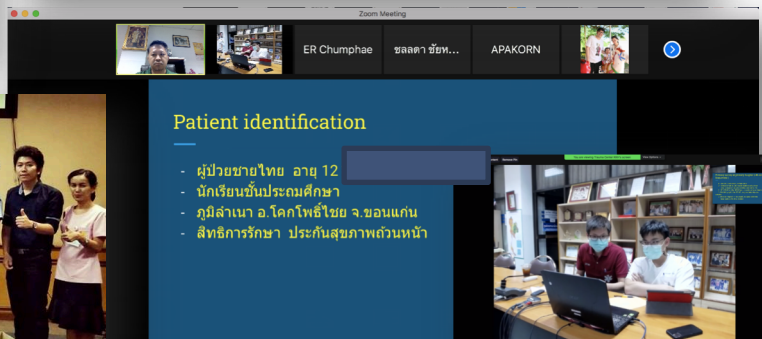 Zoom Meeting
ER Chumphae
ชลลดา ชัยห...
APAKORN
Patient identification
- ผู้ป่วยชายไทย อายุ 12
- นักเรียนชั้นประถมศึกษา
- ภูมิลำเนา อ.โคกโพธิ์ไชย จ.ขอนแก่น
- สิทธิการรักษา ประกันสุขภาพถ้วนหน้า